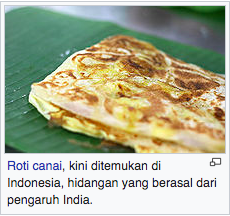 Roti canai, kini ditemukan di
Indonesia, hidangan yang berasal dari
pengaruh India.